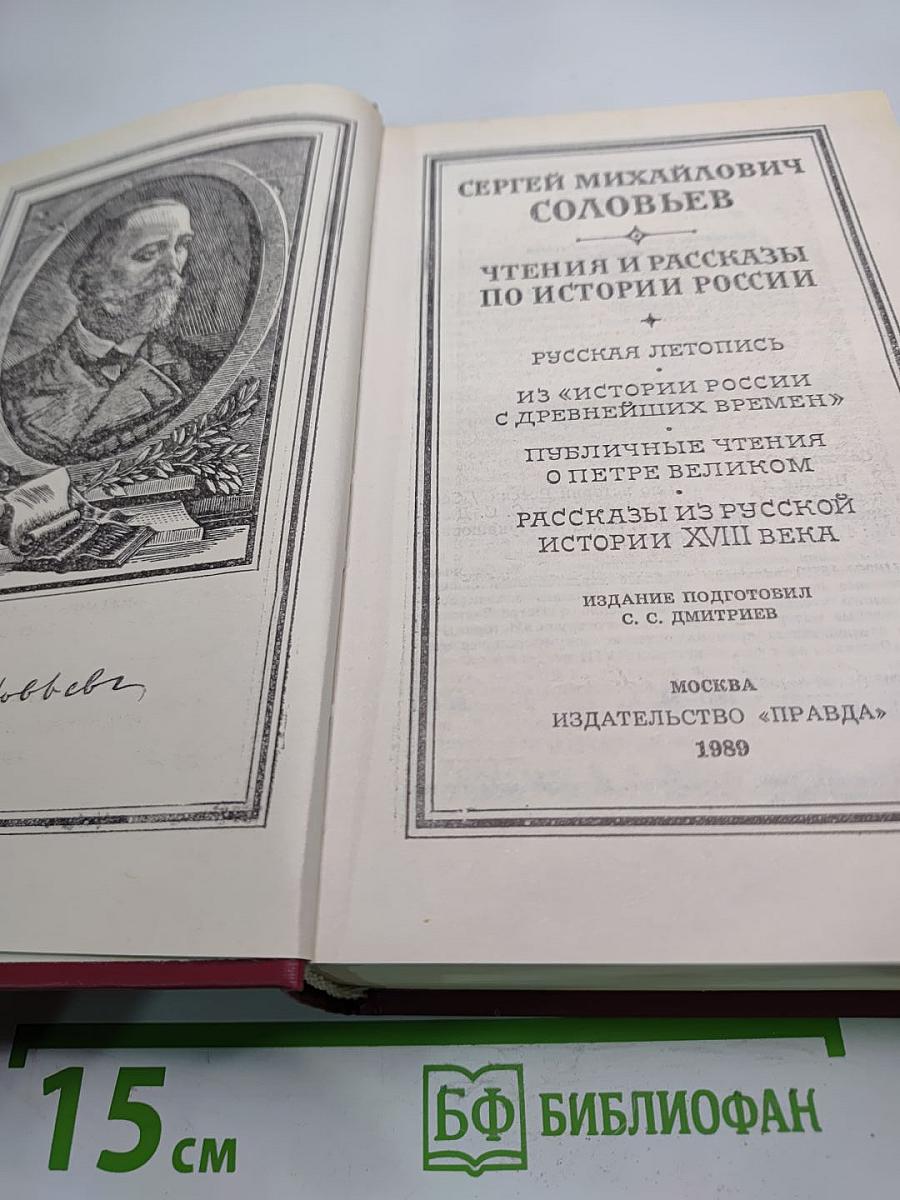 СЕРГЕЙ МИХАЙЛОВИЧ
СОЛОВЬЕВ
ЧТЕНИЯ И РАССКАЗЫ
ПО ИСТОРИИ РОССИИ
РУССКАЯ ЛЕТОПИСЬ
ИЗ «ИСТОРИИ РОССИИ
С ДРЕВНЕЙШИХ ВРЕМЕН»
ПУБЛИЧНЫЕ ЧТЕНИЯ
О ПЕТРЕ ВЕЛИКОМ
РАССКАЗЫ ИЗ РУССКОЙ
ИСТОРИИ XVIII ВЕКА
ИЗДАНИЕ ПОДГОТОВИЛ
С. С. ДМИТРИЕВ
МОСКВА
ИЗДАТЕЛЬСТВО «ПРАВДА»
1989
15 см
БФ БИБЛИОФАН